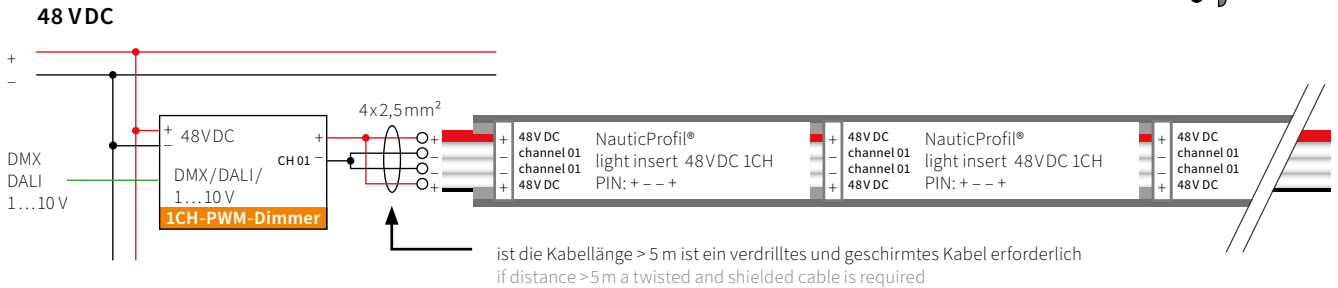 48 VDC
+
–
4x2,5mm²
+ 48VDC +
– CH 01 –
DMX
DALI
1...10 V
DMX/DALI/
1...10 V
1CH-PWM-Dimmer
+
–
–
+
+ 48V DC
– channel 01
– channel 01
+ 48V DC
NauticProfil®
light insert 48VDC 1CH
PIN: + – – +
+ 48V DC
– channel 01
– channel 01
+ 48V DC
NauticProfil®
light insert 48VDC 1CH
PIN: + – – +
+ 48V DC
– channel 01
– channel 01
+ 48V DC
ist die Kabellänge > 5 m ist ein verdrilltes und geschirmtes Kabel erforderlich
if distance >5m a twisted and shielded cable is required